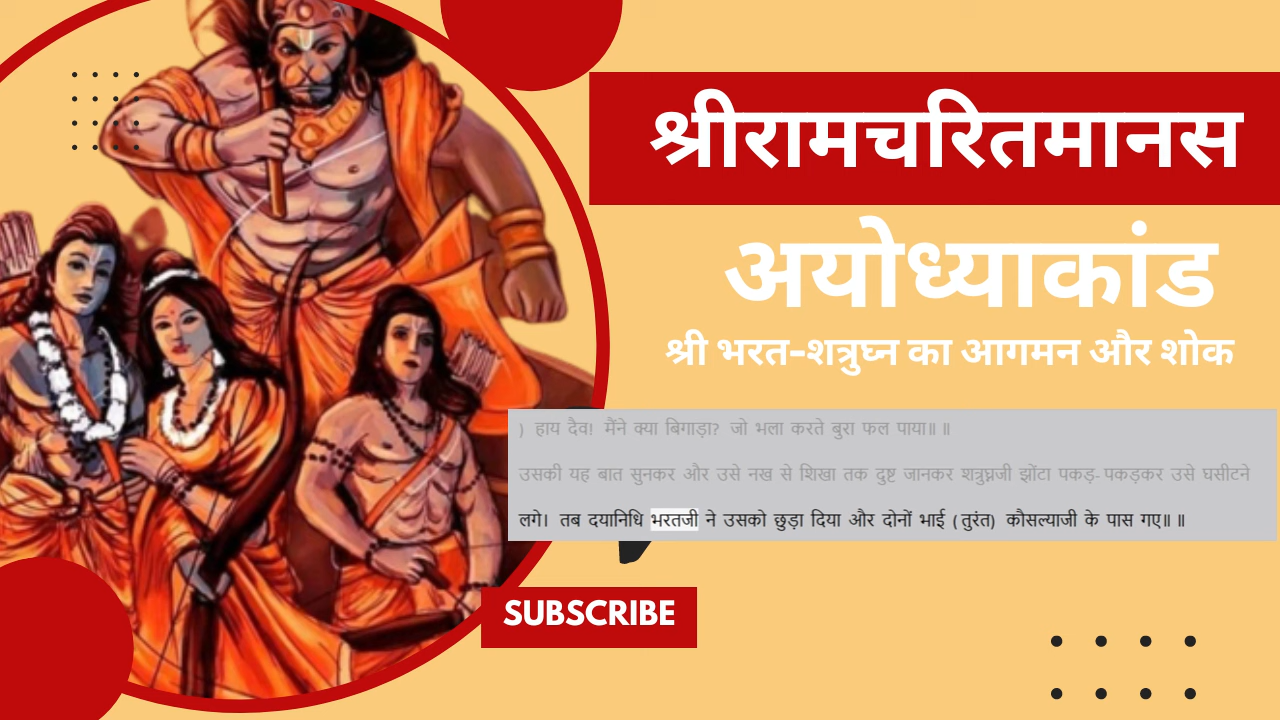 श्रीरामचरितमानस
अयोध्याकांड
श्री भरत-शत्रुघ्न का आगमन और शोक
) हाय दैव! मैंने क्या बिगाड़ा? जो भला करते बुरा फल पाया॥॥
उसकी यह बात सुनकर और उसे नख से शिखा तक दुष्ट जानकर शत्रुघ्नजी झोंटा पकड़-पकड़कर उसे घसीटने
लगे। तब दयानिधि भरतजी ने उसको छुड़ा दिया और दोनों भाई (तुरंत) कौसल्याजी के पास गए॥॥
SUBSCRIBE